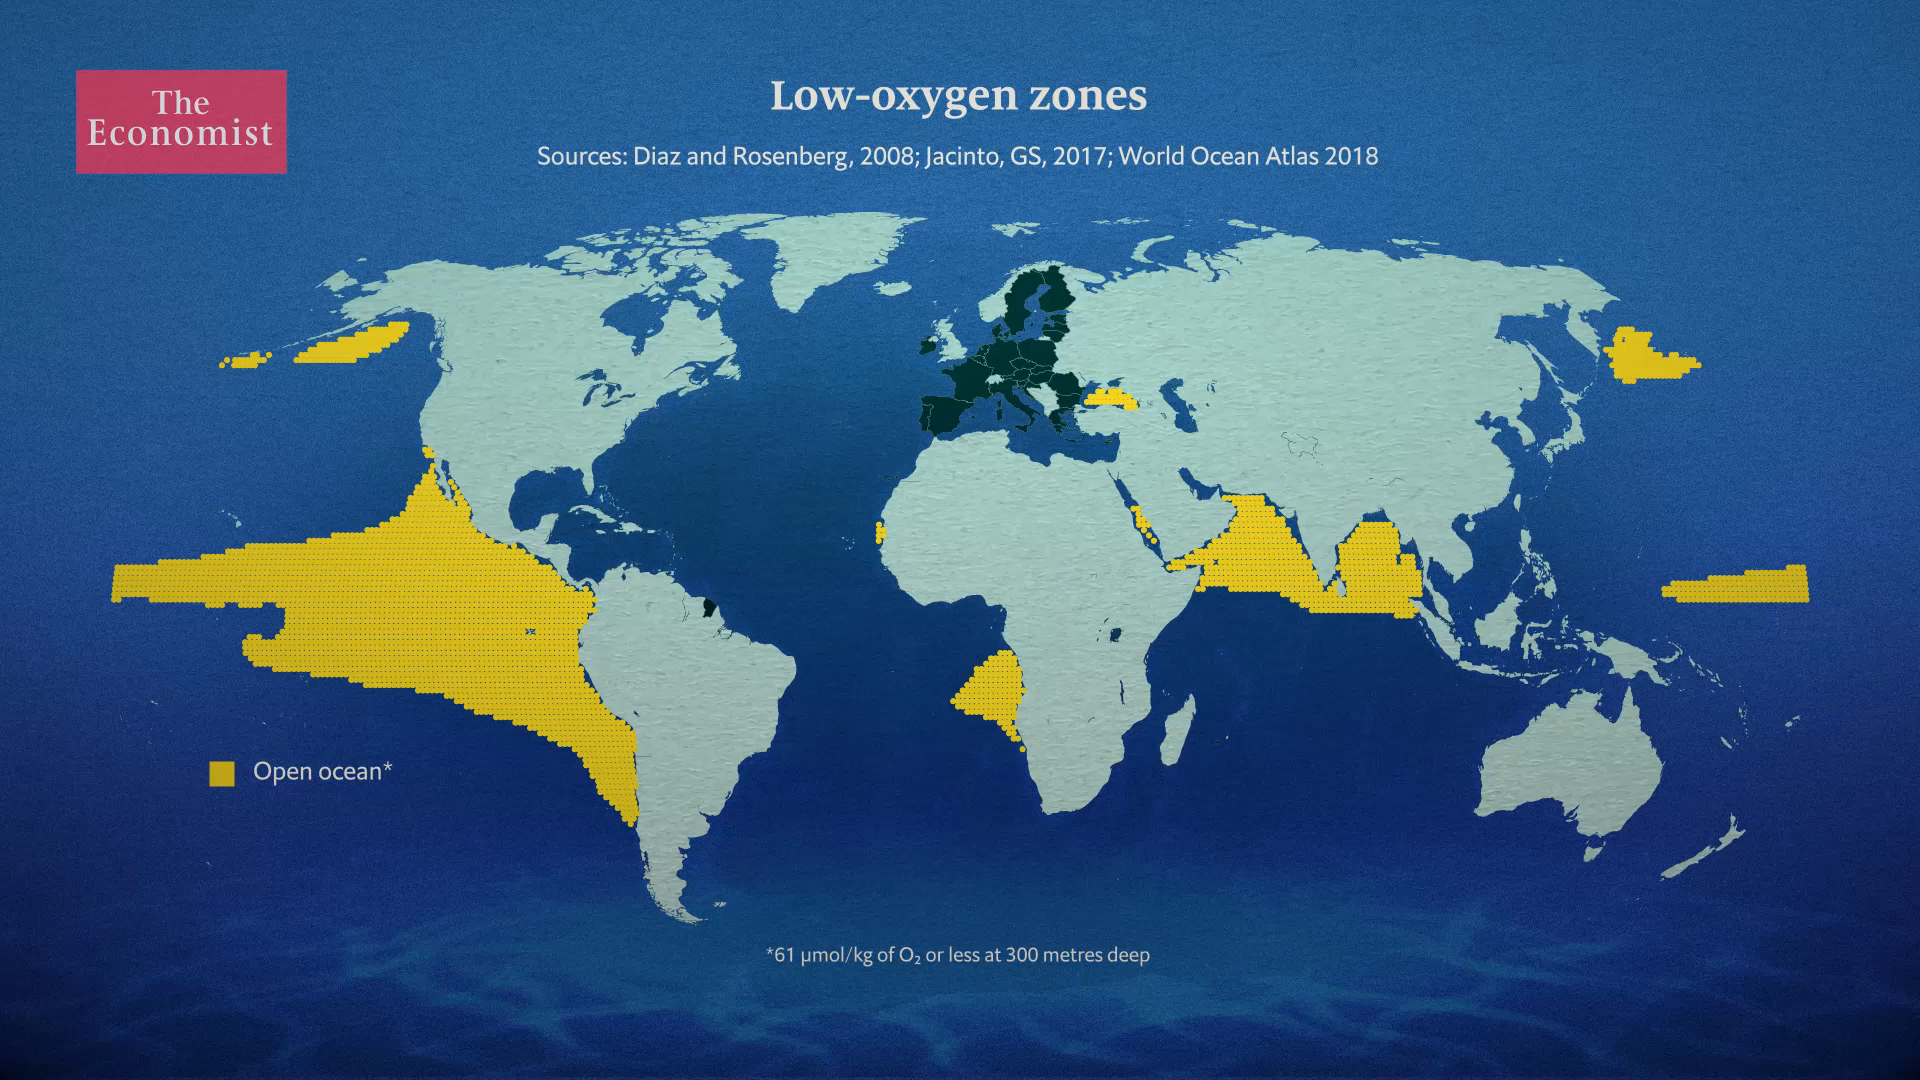 The
Economist
Low-oxygen zones
Sources: Diaz and Rosenberg, 2008; Jacinto, GS, 2017; World Ocean Atlas 2018
Open ocean*
*61 µmol/kg of O₂ or less at 300 metres deep